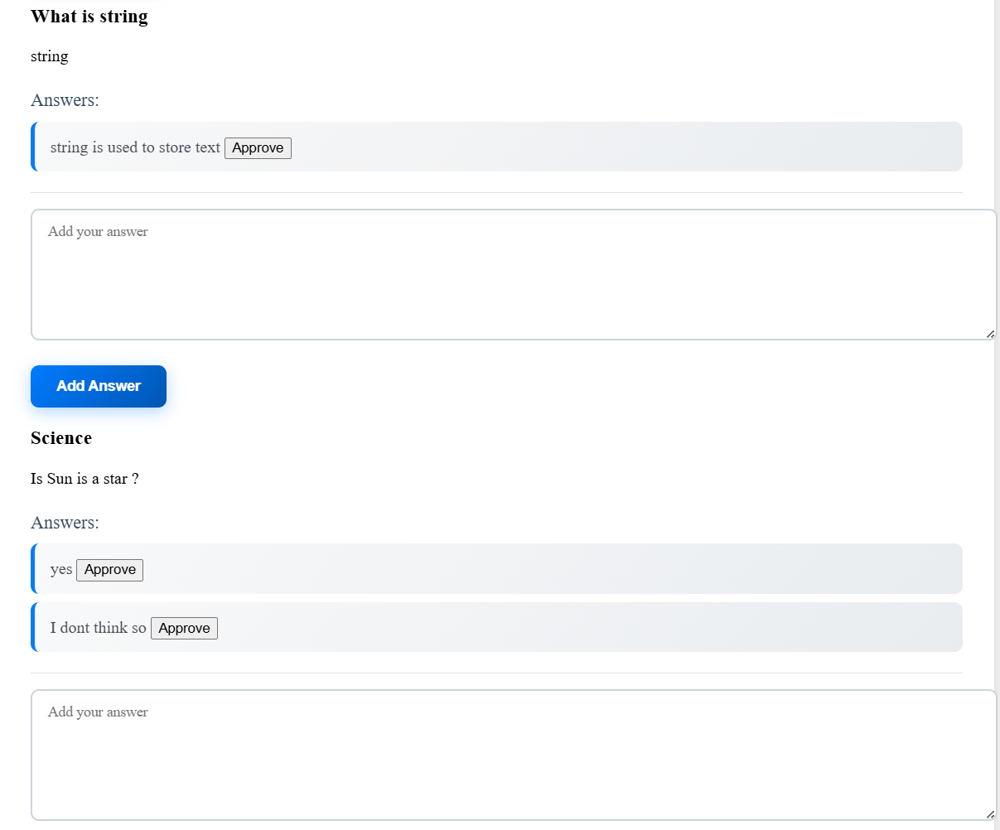 What is string
string
Answers:
string is used to store text Approve
Add your answer
Add Answer
Science
Is Sun is a star ?
Answers:
yes Approve
I dont think so Approve
Add your answer